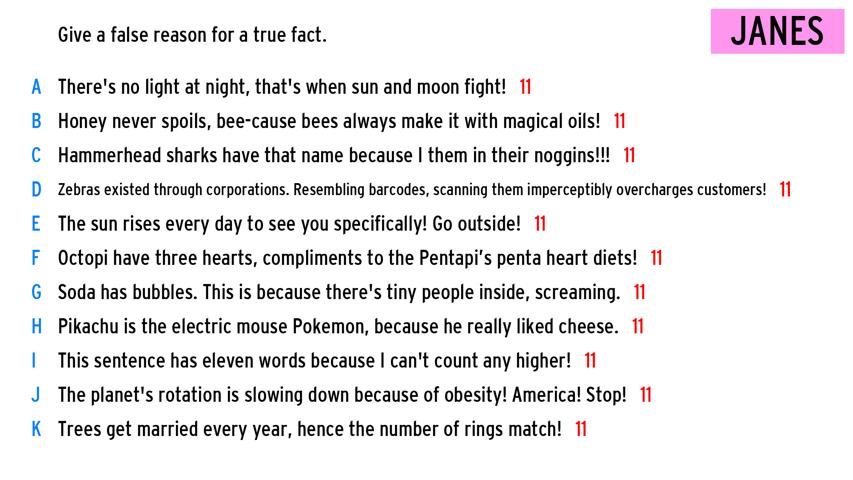 Give a false reason for a true fact.
JANES
A There's no light at night, that's when sun and moon fight! 11
B Honey never spoils, bee-cause bees always make it with magical oils! 11
C Hammerhead sharks have that name because I them in their noggins!!! 11
D Zebras existed through corporations. Resembling barcodes, scanning them imperceptibly overcharges customers! 11
E The sun rises every day to see you specifically! Go outside! 11
F Octopi have three hearts, compliments to the Pentapi's penta heart diets! 11
G Soda has bubbles. This is because there's tiny people inside, screaming. 11
H Pikachu is the electric mouse Pokemon, because he really liked cheese. 11
I This sentence has eleven words because I can't count any higher! 11
J The planet's rotation is slowing down because of obesity! America! Stop! 11
K Trees get married every year, hence the number of rings match! 11